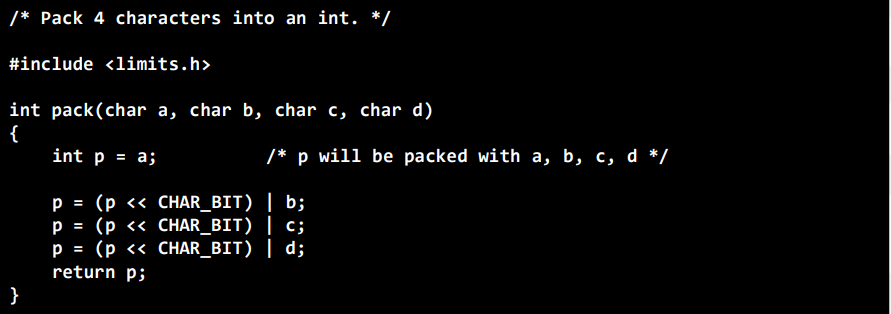 /* Pack 4 characters into an int. */
#include <limits.h>
int pack(char a, char b, char c, char d)
{
int p = a; /* p will be packed with a, b, c, d */
p = (p << CHAR_BIT) | b;
p = (p << CHAR_BIT) | c;
p = (p << CHAR_BIT) | d;
return p;
}